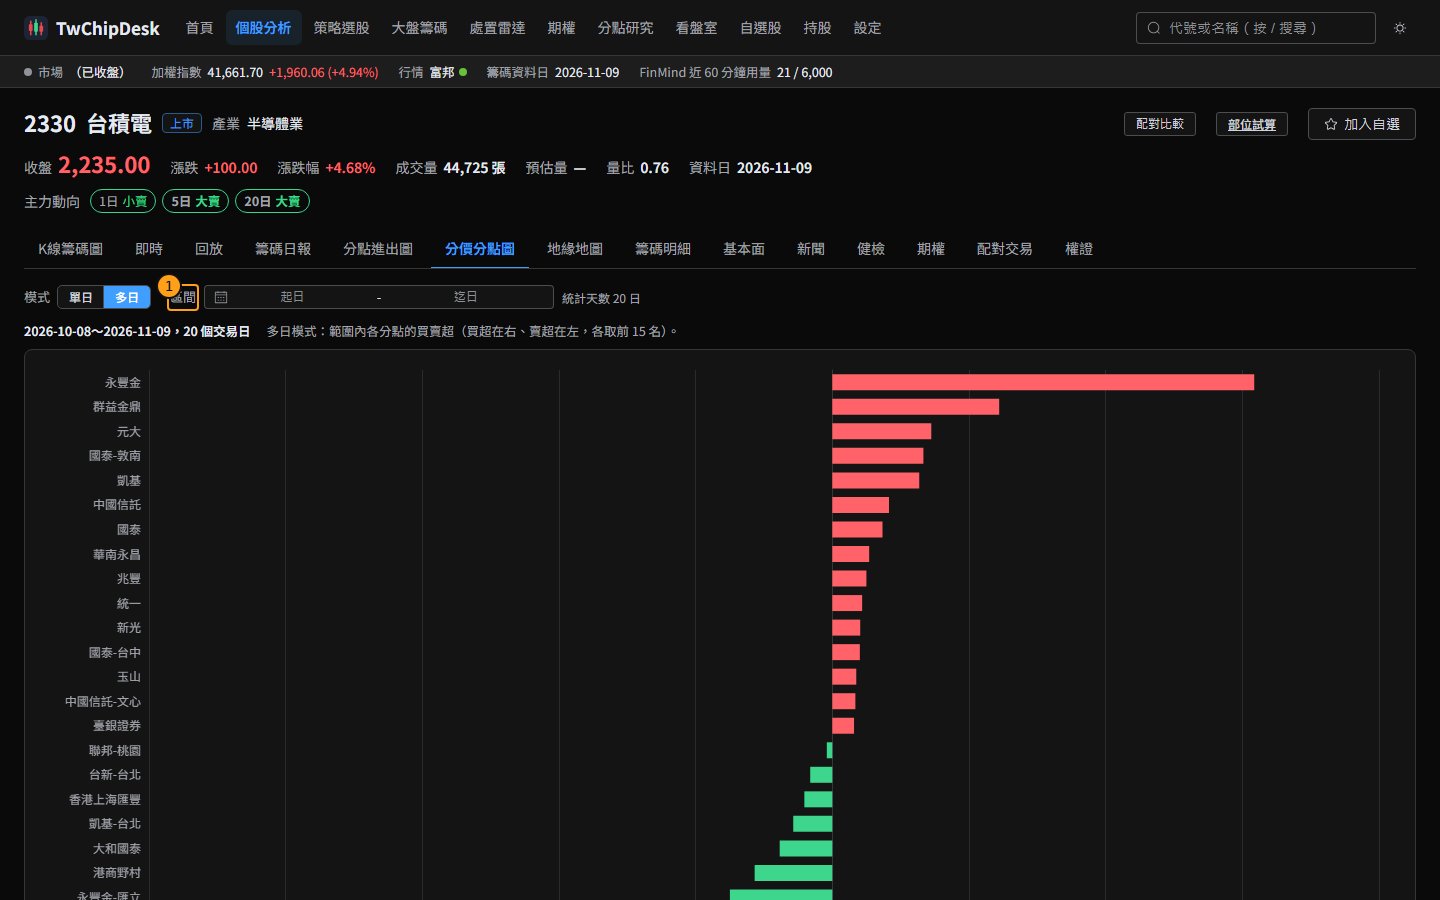 TwChipDesk 首頁 個股分析 策略選股 大盤籌碼 處置雷達 期權 分點研究 看盤室 自選股 持股 設定 代號或名稱(按 / 搜尋)
市場 (已收盤) 加權指數 41,661.70 +1,960.06 (+4.94%) 行情 富邦 籌碼資料日 2026-11-09 FinMind 近 60 分鐘用量 21 / 6,000
2330 台積電 上市 產業 半導體業 配對比較 部位試算 加入自選
收盤 2,235.00 漲跌 +100.00 漲跌幅 +4.68% 成交量 44,725 張 預估量 — 量比 0.76 資料日 2026-11-09
主力動向 1日 小賣 5日 大賣 20日 大賣
K線籌碼圖 即時 回放 籌碼日報 分點進出圖 分價分點圖 地緣地圖 籌碼明細 基本面 新聞 健檢 期權 配對交易 權證
模式 單日 多日 1 區間 起日 - 迄日 統計天數 20 日
2026-10-08～2026-11-09，20 個交易日 多日模式：範圍內各分點的買賣超（買超在右、賣超在左，各取前 15 名）。
永豐金
群益金鼎
元大
國泰-敦南
凱基
中國信託
國泰
華南永昌
兆豐
統一
新光
國泰-台中
玉山
中國信託-文心
臺銀證券
聯邦-桃園
台新-台北
香港上海匯豐
凱基-台北
大和國泰
港商野村
永豐金-匯立